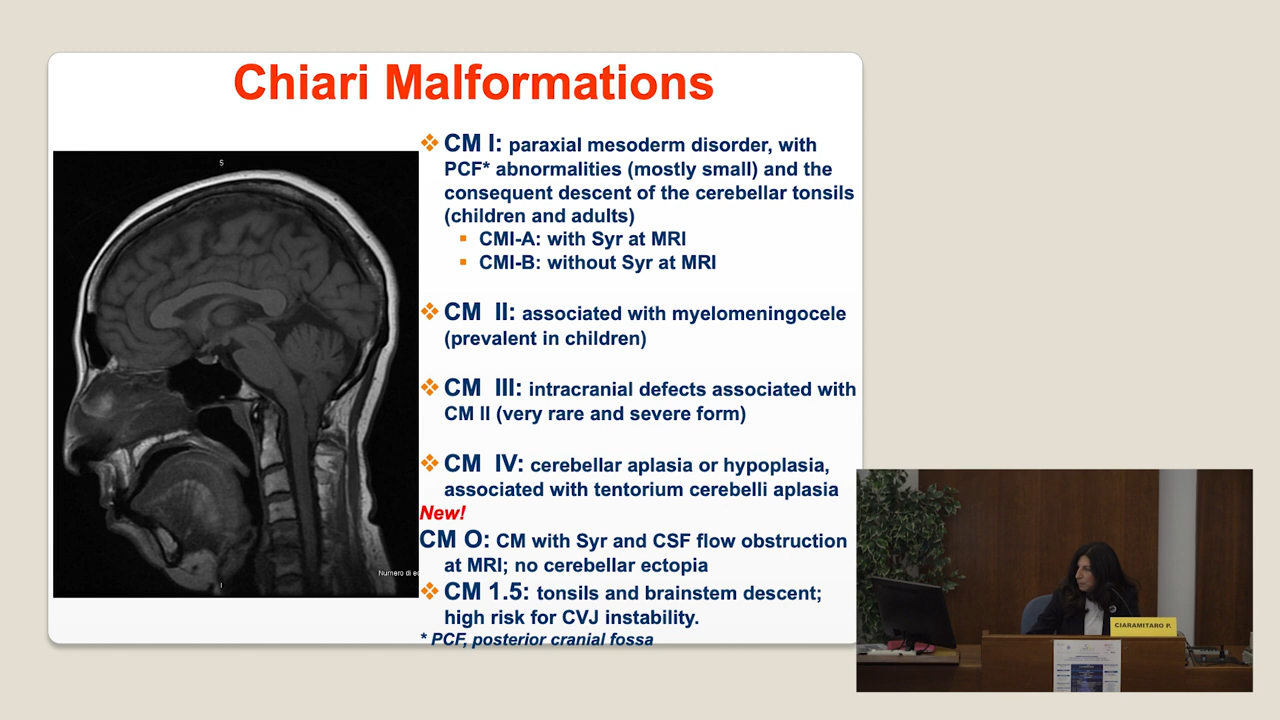 Chiari Malformations
S
❖ CM I: paraxial mesoderm disorder, with
PCF* abnormalities (mostly small) and the
consequent descent of the cerebellar tonsils
(children and adults)
▪ CMI-A: with Syr at MRI
▪ CMI-B: without Syr at MRI
❖ CM II: associated with myelomeningocele
(prevalent in children)
❖ CM III: intracranial defects associated with
CM II (very rare and severe form)
❖ CM IV: cerebellar aplasia or hypoplasia,
associated with tentorium cerebelli aplasia
New!
CM O: CM with Syr and CSF flow obstruction
at MRI; no cerebellar ectopia
❖ CM 1.5: tonsils and brainstem descent;
high risk for CVJ instability.
* PCF, posterior cranial fossa
Numero di
I
CIARAMITARO P.